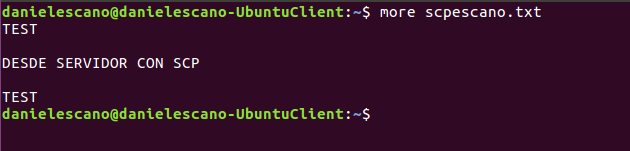 danielescano@danielescano-UbuntuClient:~$ more scpescano.txt
TEST
DESDE SERVIDOR CON SCP
TEST
danielescano@danielescano-UbuntuClient:~$